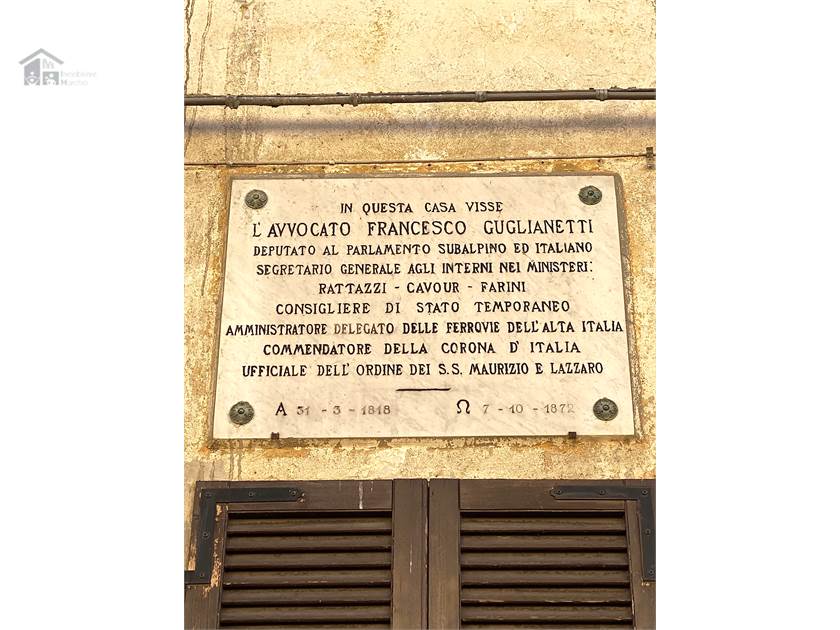 IN QUESTA CASA VISSE
L'AVVOCATO FRANCESCO GUGLIANETTI
DEPUTATO AL PARLAMENTO SUBALPINO ED ITALIANO
SEGRETARIO GENERALE AGLI INTERNI NEI MINISTERI:
RATTAZZI - CAVOUR - FARINI
CONSIGLIERE DI STATO TEMPORANEO
AMMINISTRATORE DELEGATO DELLE FERROVIE DELL'ALTA ITALIA
COMMENDATORE DELLA CORONA D'ITALIA
UFFICIALE DELL'ORDINE DEI S.S. MAURIZIO E LAZZARO
A 31 - 3 - 1818 Ω 7 - 10 - 1872